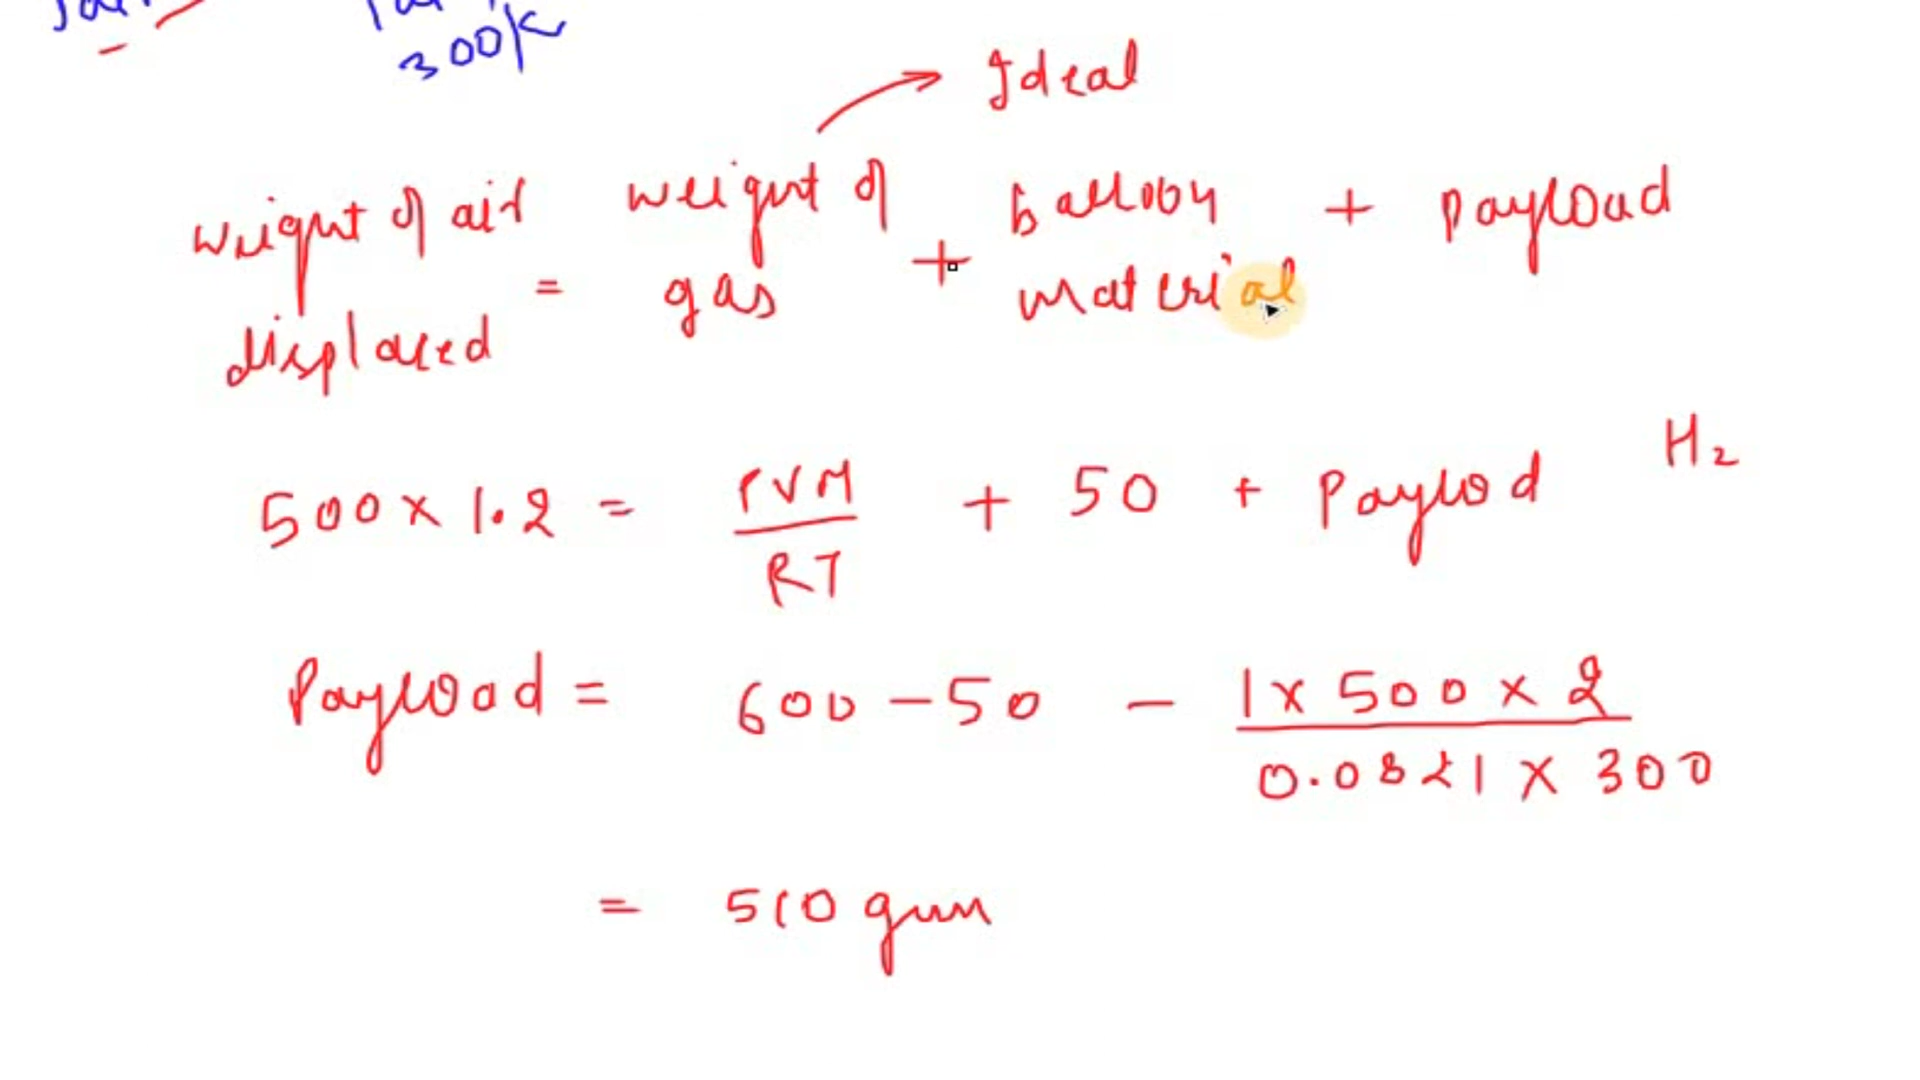 300K
Ideal
weight of air displaced = weight of gas + balloon material + payload
500 × 1.2 = PVM / RT + 50 + Payload H₂
Payload = 600 - 50 - 1 × 500 × 2 / 0.0821 × 300
= 510 gm